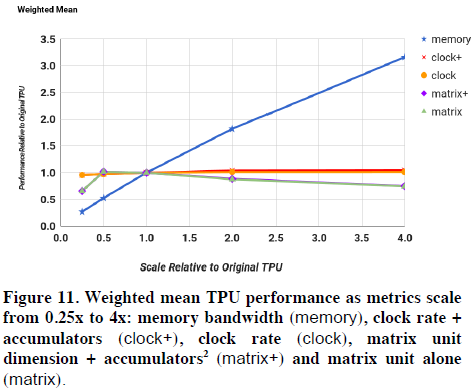 Weighted Mean
Performance Relative to Original TPU
3.5
3.0
2.5
2.0
1.5
1.0
0.5
0.0
0.0 0.5 1.0 1.5 2.0 2.5 3.0 3.5 4.0
Scale Relative to Original TPU
memory
clock+
clock
matrix+
matrix
Figure 11. Weighted mean TPU performance as metrics scale
from 0.25x to 4x: memory bandwidth (memory), clock rate +
accumulators (clock+), clock rate (clock), matrix unit
dimension + accumulators² (matrix+) and matrix unit alone
(matrix).